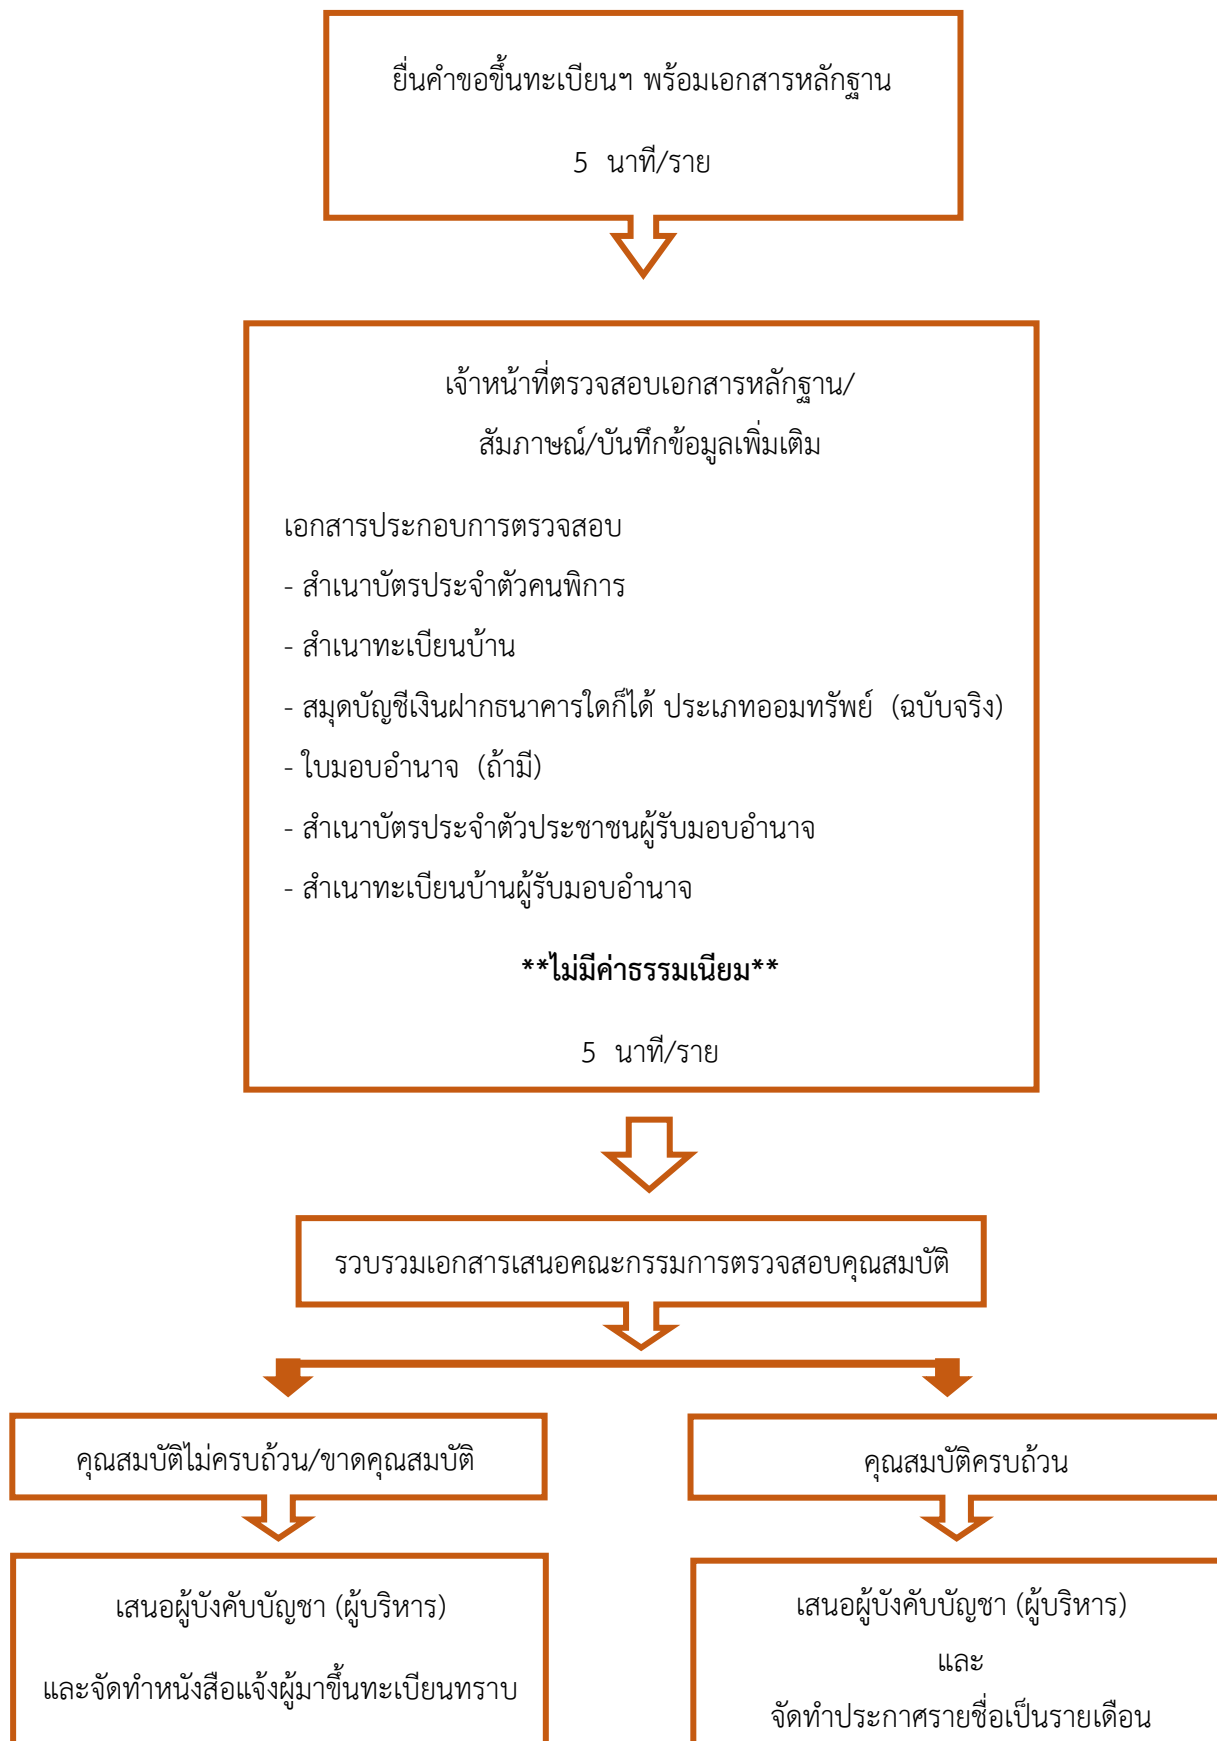 ยื่นคำขอขึ้นทะเบียนฯ พร้อมเอกสารหลักฐาน
5 นาที/ราย
เจ้าหน้าที่ตรวจสอบเอกสารหลักฐาน/
สัมภาษณ์/บันทึกข้อมูลเพิ่มเติม
เอกสารประกอบการตรวจสอบ
- สำเนาบัตรประจำตัวคนพิการ
- สำเนาทะเบียนบ้าน
- สมุดบัญชีเงินฝากธนาคารใดก็ได้ ประเภทออมทรัพย์ (ฉบับจริง)
- ใบมอบอำนาจ (ถ้ามี)
- สำเนาบัตรประจำตัวประชาชนผู้รับมอบอำนาจ
- สำเนาทะเบียนบ้านผู้รับมอบอำนาจ
**ไม่มีค่าธรรมเนียม**
5 นาที/ราย
รวบรวมเอกสารเสนอคณะกรรมการตรวจสอบคุณสมบัติ
คุณสมบัติไม่ครบถ้วน/ขาดคุณสมบัติ
เสนอผู้บังคับบัญชา (ผู้บริหาร)
และจัดทำหนังสือแจ้งผู้มาขึ้นทะเบียนทราบ
คุณสมบัติครบถ้วน
เสนอผู้บังคับบัญชา (ผู้บริหาร)
และ
จัดทำประกาศรายชื่อเป็นรายเดือน